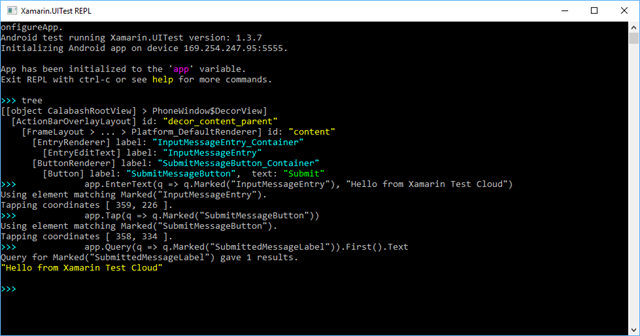 Xamarin.UITest REPL
onfigureApp.
Android test running Xamarin.UITest version: 1.3.7
Initializing Android app on device 169.254.247.95:5555.
App has been initialized to the 'app' variable.
Exit REPL with ctrl-c or see help for more commands.
>>> tree
[[object CalabashRootView] > PhoneWindow$DecorView]
  [ActionBarOverlayLayout] id: "decor_content_parent"
    [FrameLayout > ... > Platform_DefaultRenderer] id: "content"
      [EntryRenderer] label: "InputMessageEntry_Container"
        [EntryEditText] label: "InputMessageEntry"
      [ButtonRenderer] label: "SubmitMessageButton_Container"
        [Button] label: "SubmitMessageButton",  text: "Submit"
>>>             app.EnterText(q => q.Marked("InputMessageEntry"), "Hello from Xamarin Test Cloud")
Using element matching Marked("InputMessageEntry").
Tapping coordinates [ 359, 226 ].
>>>             app.Tap(q => q.Marked("SubmitMessageButton"))
Using element matching Marked("SubmitMessageButton").
Tapping coordinates [ 358, 334 ].
>>>             app.Query(q => q.Marked("SubmittedMessageLabel")).First().Text
Query for Marked("SubmittedMessageLabel") gave 1 results.
"Hello from Xamarin Test Cloud"
>>>